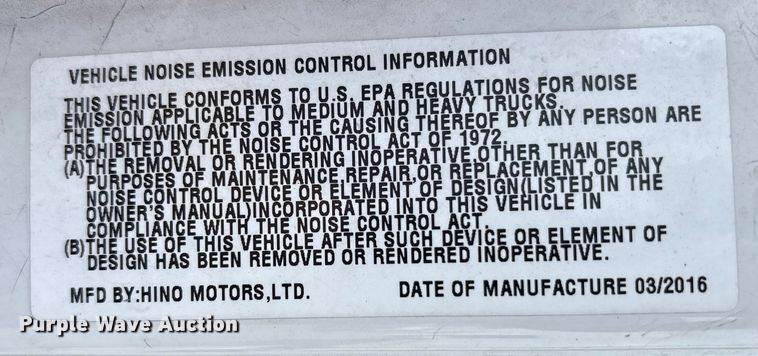 VEHICLE NOISE EMISSION CONTROL INFORMATION
THIS VEHICLE CONFORMS TO U.S. EPA REGULATIONS FOR NOISE
EMISSION APPLICABLE TO MEDIUM AND HEAVY TRUCKS.
THE FOLLOWING ACTS OR THE CAUSING THEREOF BY ANY PERSON ARE
PROHIBITED BY THE NOISE CONTROL ACT OF 1972.
(A)THE REMOVAL OR RENDERING INOPERATIVE,OTHER THAN FOR
PURPOSES OF MAINTENANCE,REPAIR,OR REPLACEMENT,OF ANY
NOISE CONTROL DEVICE OR ELEMENT OF DESIGN(LISTED IN THE
OWNER'S MANUAL)INCORPORATED INTO THIS VEHICLE IN
COMPLIANCE WITH THE NOISE CONTROL ACT.
(B)THE USE OF THIS VEHICLE AFTER SUCH DEVICE OR ELEMENT OF
DESIGN HAS BEEN REMOVED OR RENDERED INOPERATIVE.
MFD BY:HINO MOTORS,LTD. DATE OF MANUFACTURE 03/2016
Purple Wave Auction